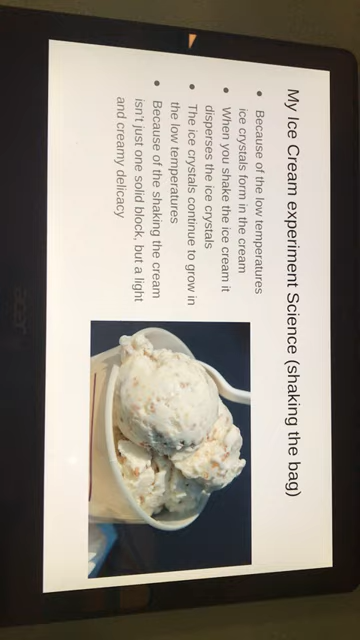 My Ice Cream experiment Science (shaking the bag)
● Because of the low temperatures
ice crystals form in the cream
● When you shake the ice cream it
disperses the ice crystals
● The ice crystals continue to grow in
the low temperatures
● Because of the shaking the cream
isn't just one solid block, but a light
and creamy delicacy
acer